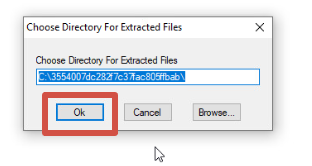 Choose Directory For Extracted Files
Choose Directory For Extracted Files
C:\3554007dc282f7c37fac805ffbab\
Ok
Cancel
Browse...